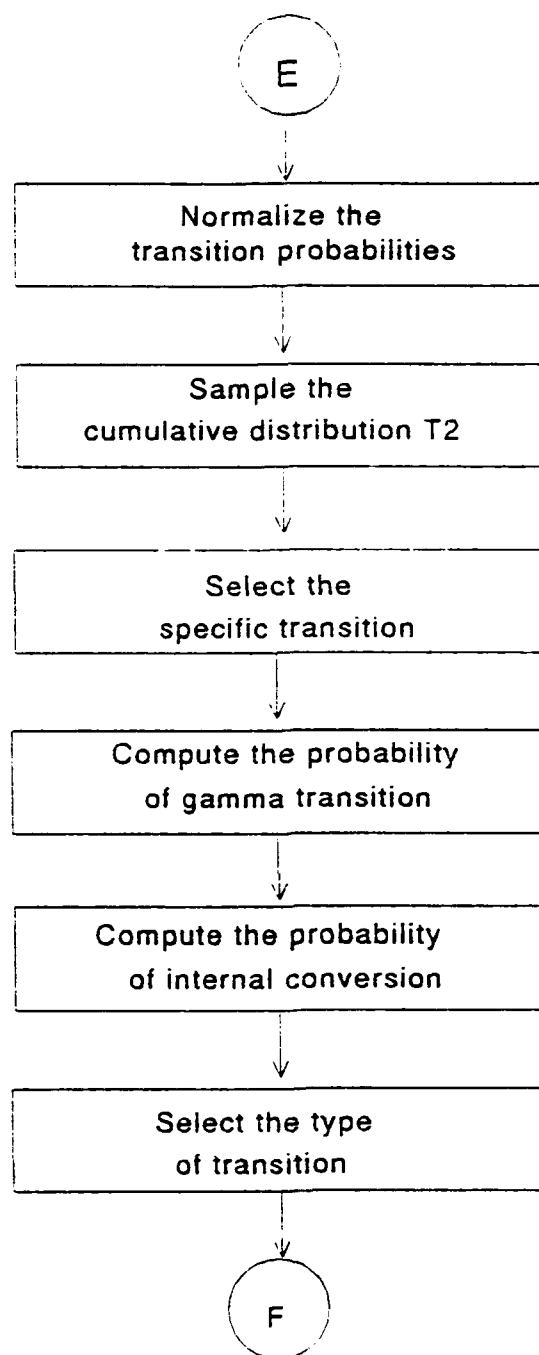 E
Normalize the
transition probabilities
Sample the
cumulative distribution T2
Select the
specific transition
Compute the probability
of gamma transition
Compute the probability
of internal conversion
Select the type
of transition
F